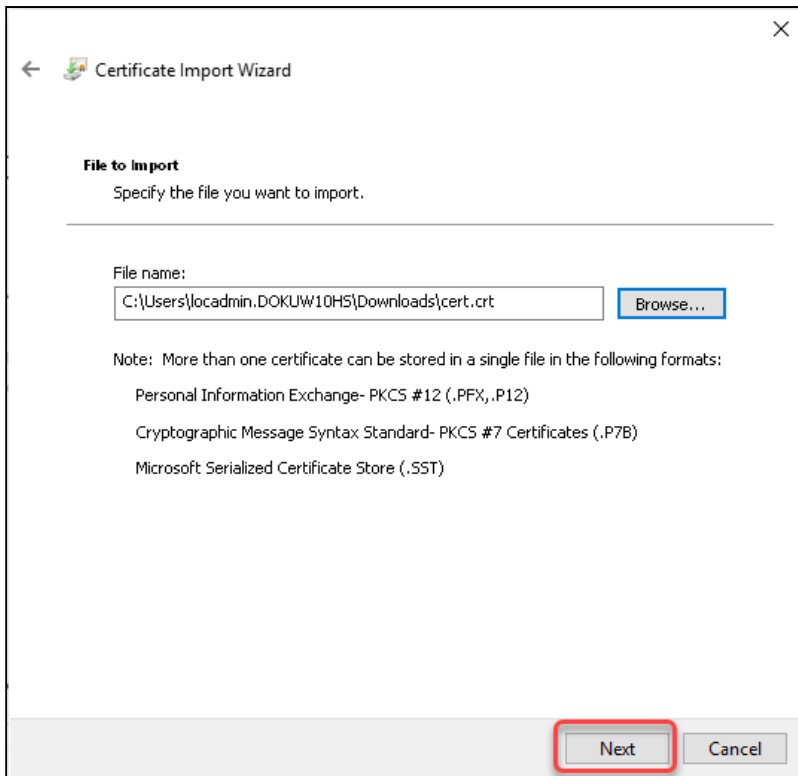 Certificate Import Wizard
File to Import
Specify the file you want to import.
File name:
C:\Users\locadmin.DOKUW10HS\Downloads\cert.crt
Browse...
Note: More than one certificate can be stored in a single file in the following formats:
Personal Information Exchange- PKCS #12 (.PFX,.P12)
Cryptographic Message Syntax Standard- PKCS #7 Certificates (.P7B)
Microsoft Serialized Certificate Store (.SST)
Next
Cancel